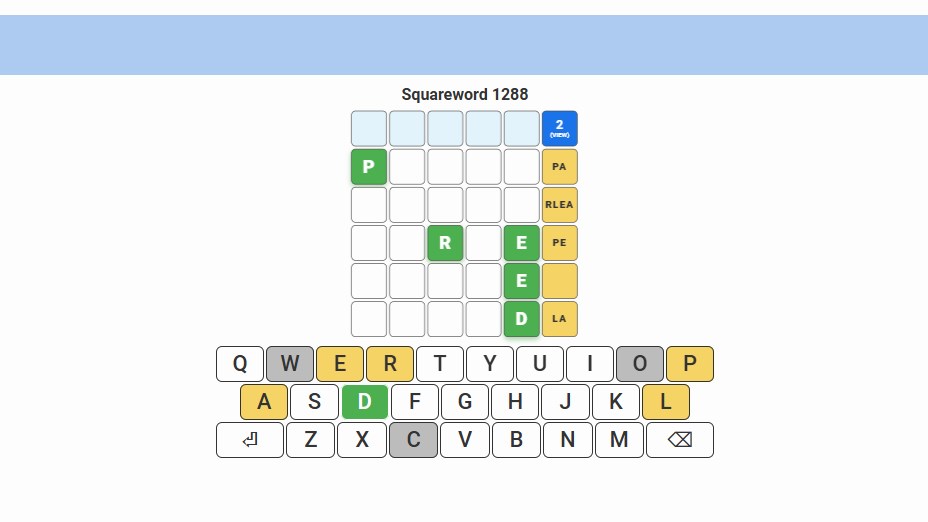 Squareword 1288
2
(VIEW)
P PA
RLEA
R E PE
E
D LA
Q W E R T Y U I O P
A S D F G H J K L
⏎ Z X C V B N M ⌫